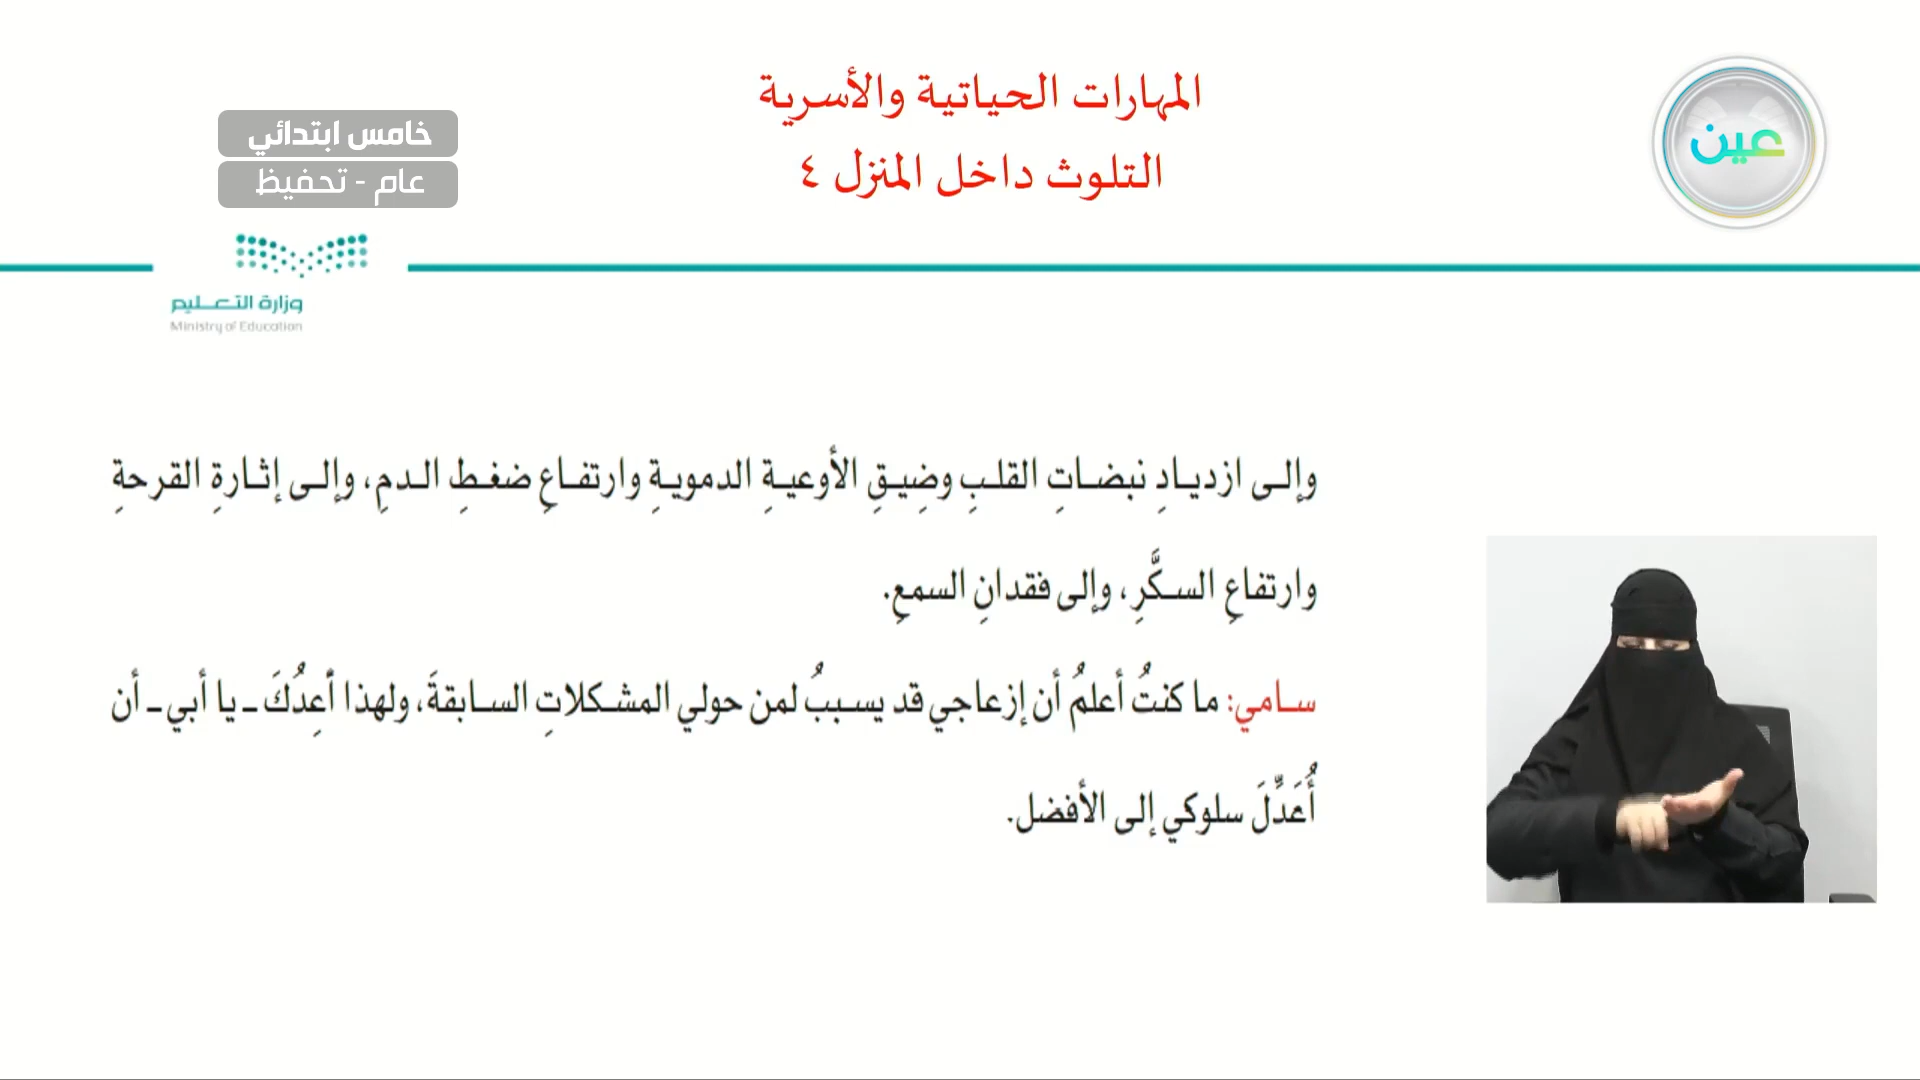 المهارات الحياتية والأسرية
التلوث داخل المنزل ٤
عين
خامس ابتدائي
عام - تحفيظ
وزارة التعليم
Ministry of Education
وإلى ازديادِ نبضاتِ القلبِ وضِيقِ الأوعيةِ الدمويةِ وارتفاعِ ضغطِ الدمِ، وإلى إثارةِ القرحةِ
وارتفاعِ السكَّرِ، وإلى فقدانِ السمعِ.
سامي: ما كنتُ أعلمُ أن إزعاجي قد يسببُ لمن حولي المشكلاتِ السابقةَ، ولهذا أَعِدُكَ ـ يا أبي ـ أن
أُعَدِّلَ سلوكي إلى الأفضل.